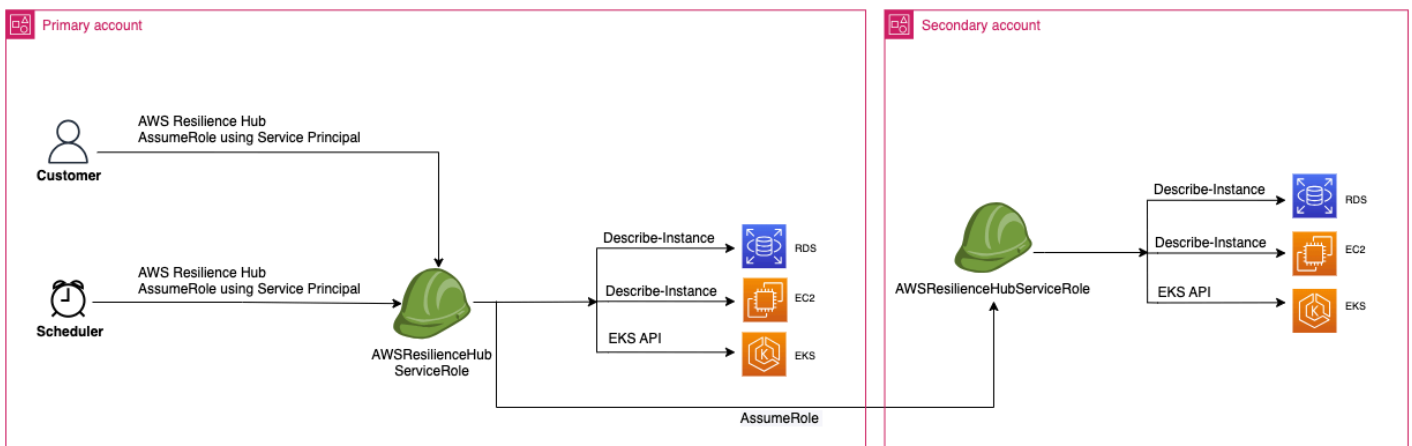 Primary account
AWS Resilience Hub
AssumeRole using Service Principal
Customer
AWS Resilience Hub
AssumeRole using Service Principal
Scheduler
AWSResilienceHub
ServiceRole
Describe-Instance
RDS
Describe-Instance
EC2
EKS API
EKS
AssumeRole
Secondary account
AWSResilienceHubServiceRole
Describe-Instance
RDS
Describe-Instance
EC2
EKS API
EKS